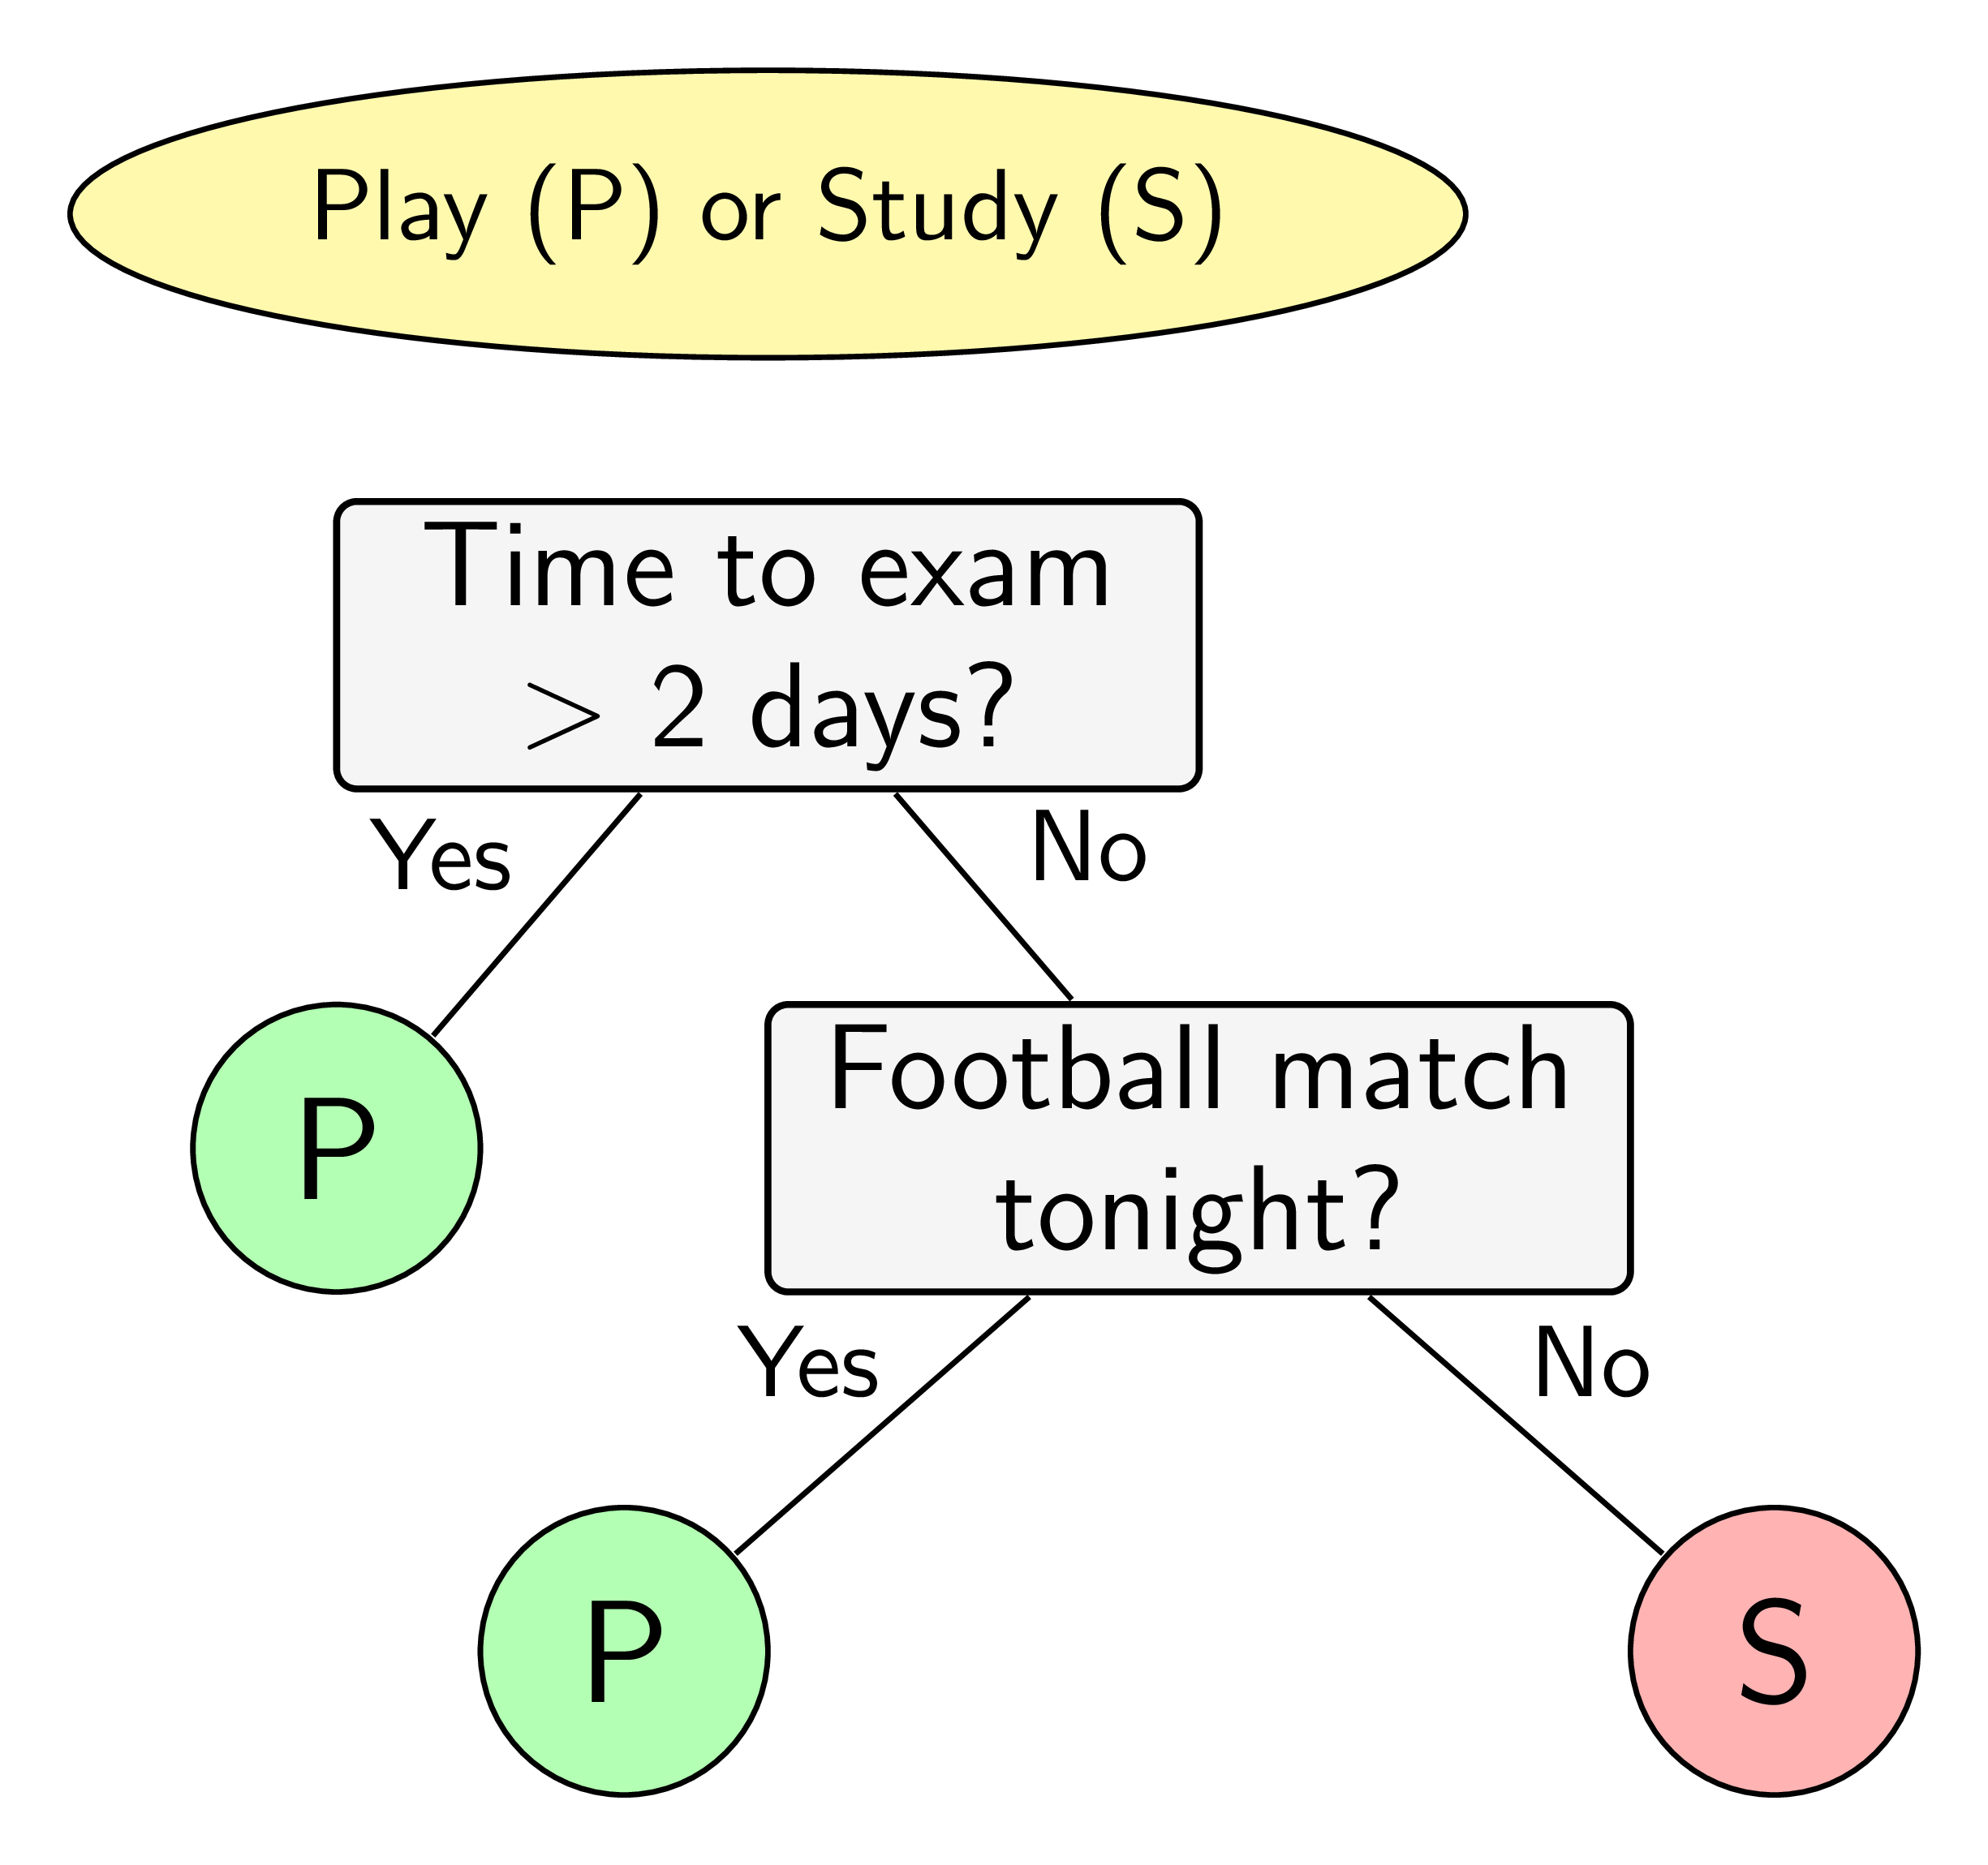 Play (P) or Study (S)
Time to exam
> 2 days?
Yes
No
P
Football match
tonight?
Yes
No
P
S